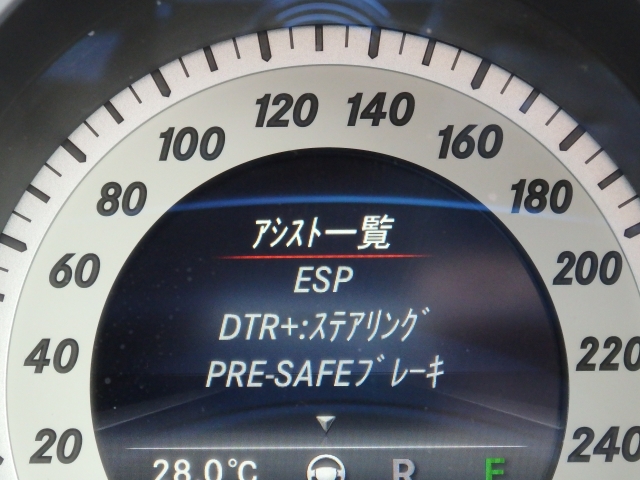 20
40
60
80
100
120
140
160
180
200
220
240
ｱｼｽﾄ一覧
ESP
DTR+:ｽﾃｱﾘﾝｸﾞ
PRE-SAFEﾌﾞﾚｰｷ
28.0℃ R E